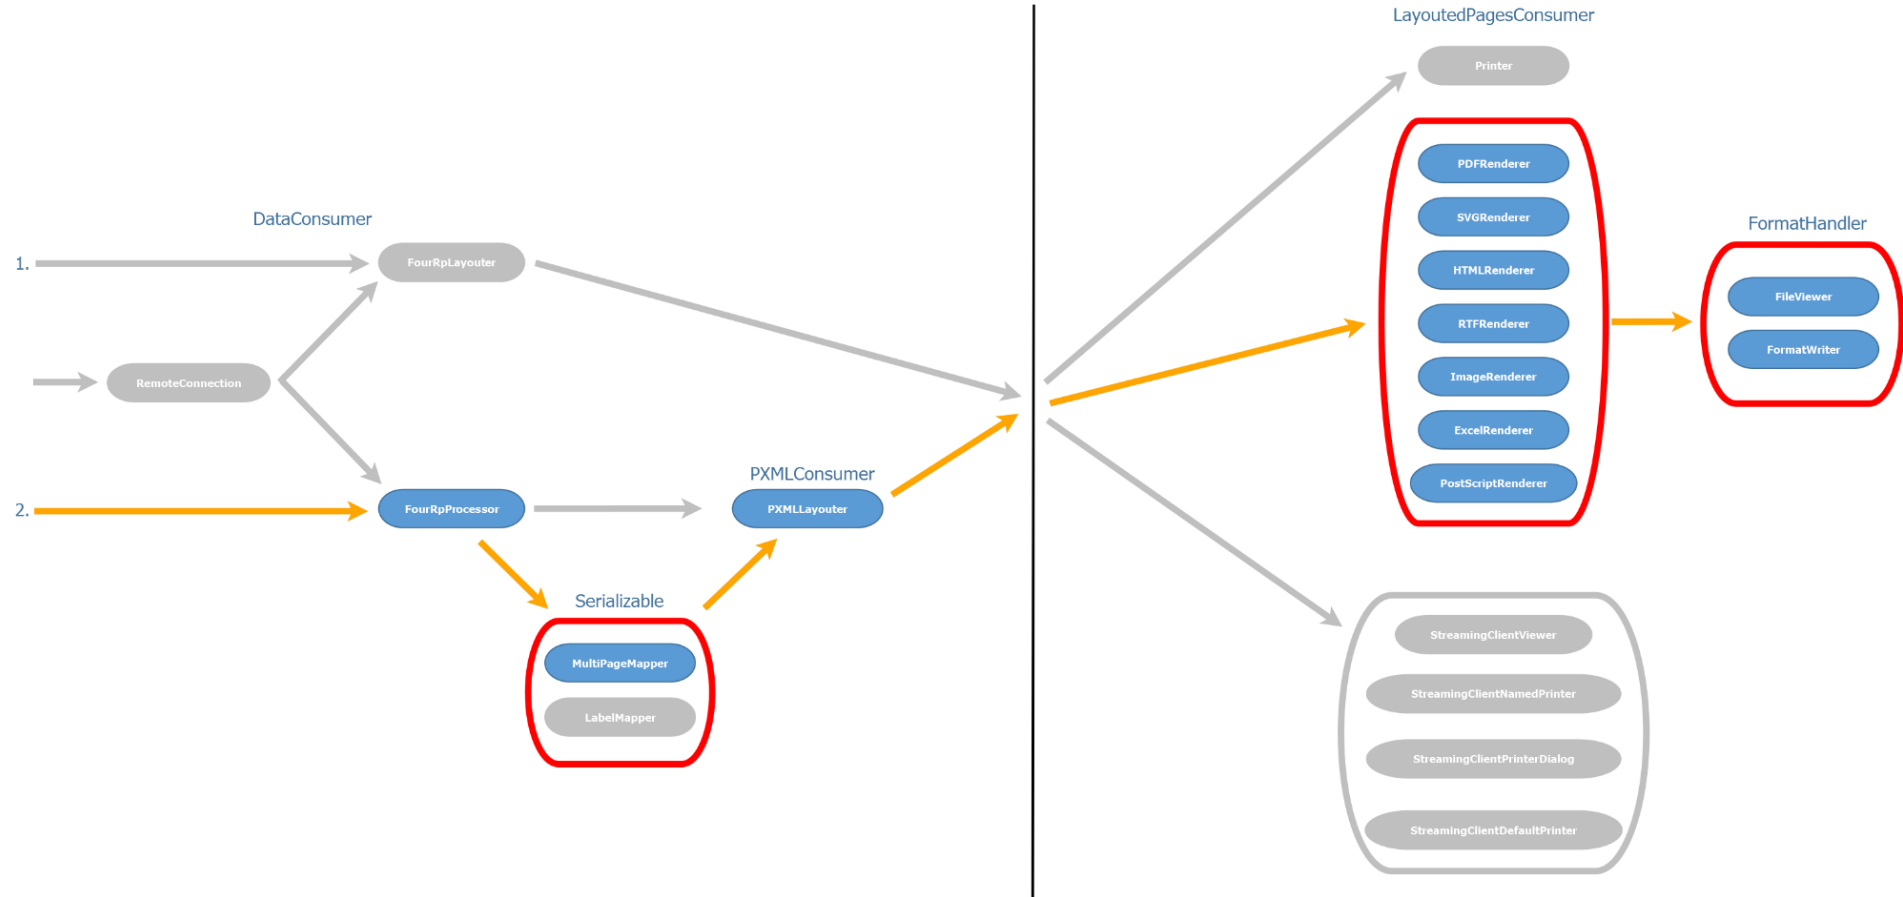 LayoutedPagesConsumer
Printer
PDFRenderer
SVGRenderer
DataConsumer
FormatHandler
1.
FourRpLayouter
HTMLRenderer
FileViewer
RTFRenderer
FormatWriter
RemoteConnection
ImageRenderer
ExcelRenderer
PXMLConsumer
PostScriptRenderer
2.
FourRpProcessor
PXMLLayouter
Serializable
MultiPageMapper
LabelMapper
StreamingClientViewer
StreamingClientNamedPrinter
StreamingClientPrinterDialog
StreamingClientDefaultPrinter